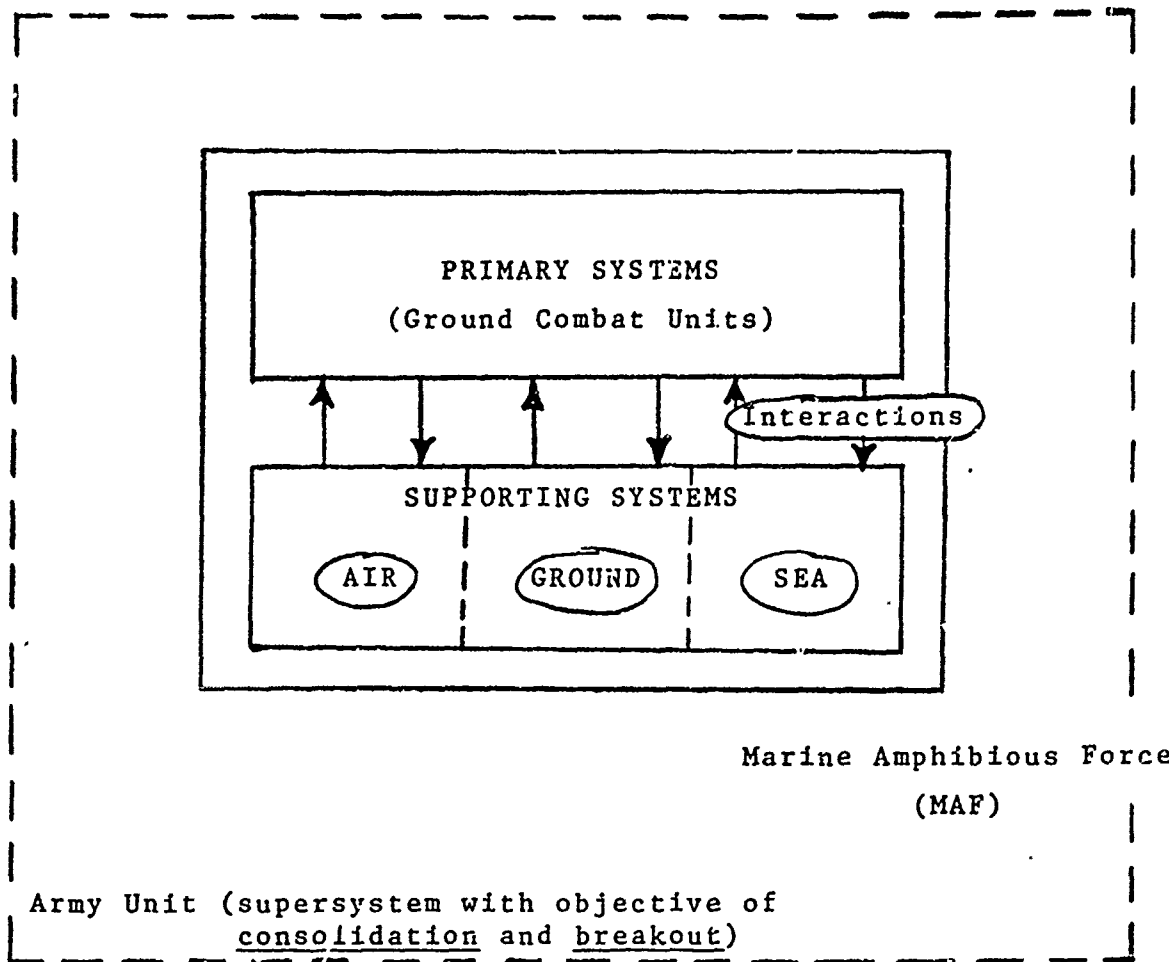 PRIMARY SYSTEMS
(Ground Combat Units)
Interactions
SUPPORTING SYSTEMS
AIR
GROUND
SEA
Marine Amphibious Force
(MAF)
Army Unit (supersystem with objective of
consolidation and breakout)